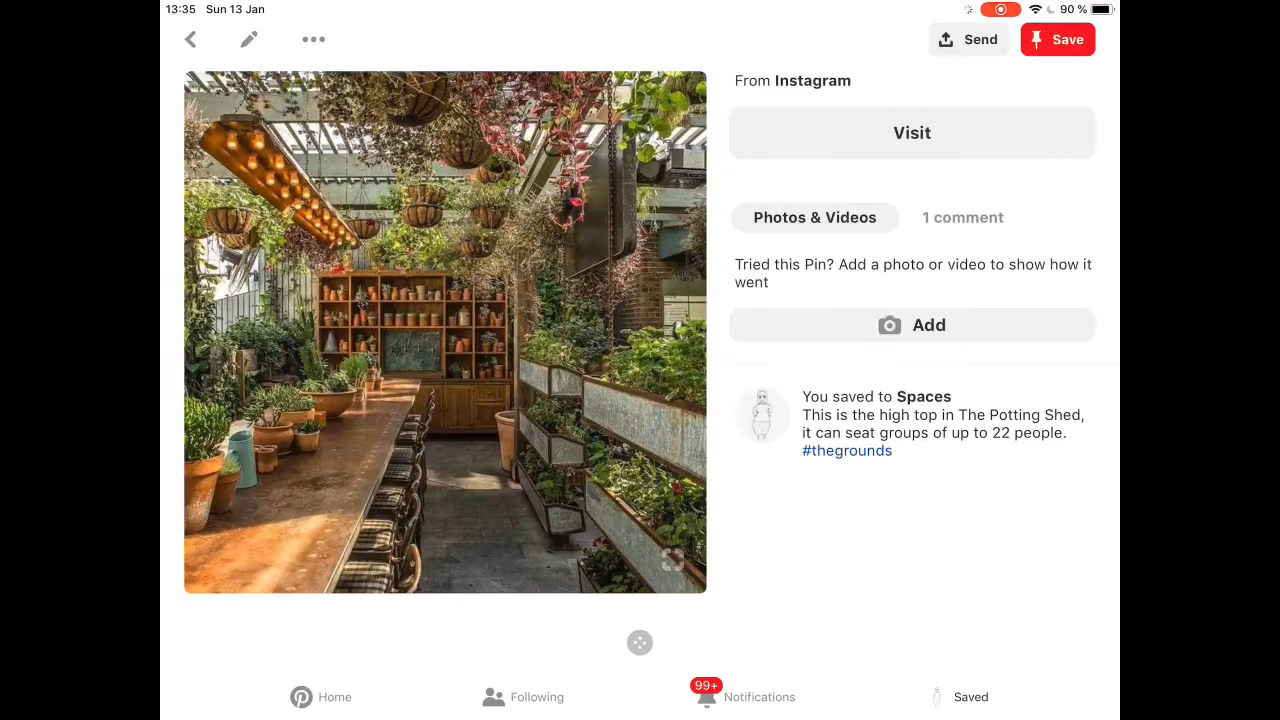 13:35 Sun 13 Jan
90 %
Send
Save
From Instagram
Visit
Photos & Videos
1 comment
Tried this Pin? Add a photo or video to show how it
went
Add
You saved to Spaces
This is the high top in The Potting Shed,
it can seat groups of up to 22 people.
#thegrounds
Home
Following
99+
Notifications
Saved